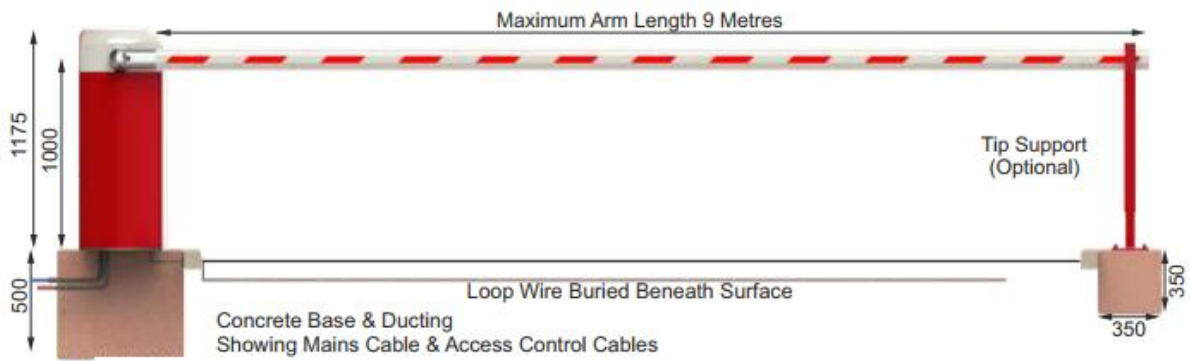 Maximum Arm Length 9 Metres
1175
1000
Tip Support
(Optional)
500
Loop Wire Buried Beneath Surface
350
350
Concrete Base & Ducting
Showing Mains Cable & Access Control Cables